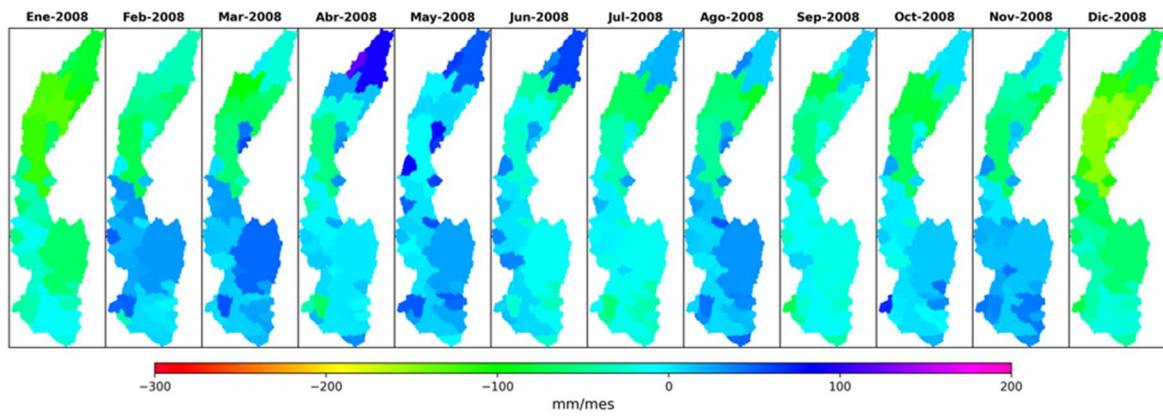 Ene-2008 Feb-2008 Mar-2008 Abr-2008 May-2008 Jun-2008 Jul-2008 Ago-2008 Sep-2008 Oct-2008 Nov-2008 Dic-2008
−300 −200 −100 0 100 200
mm/mes